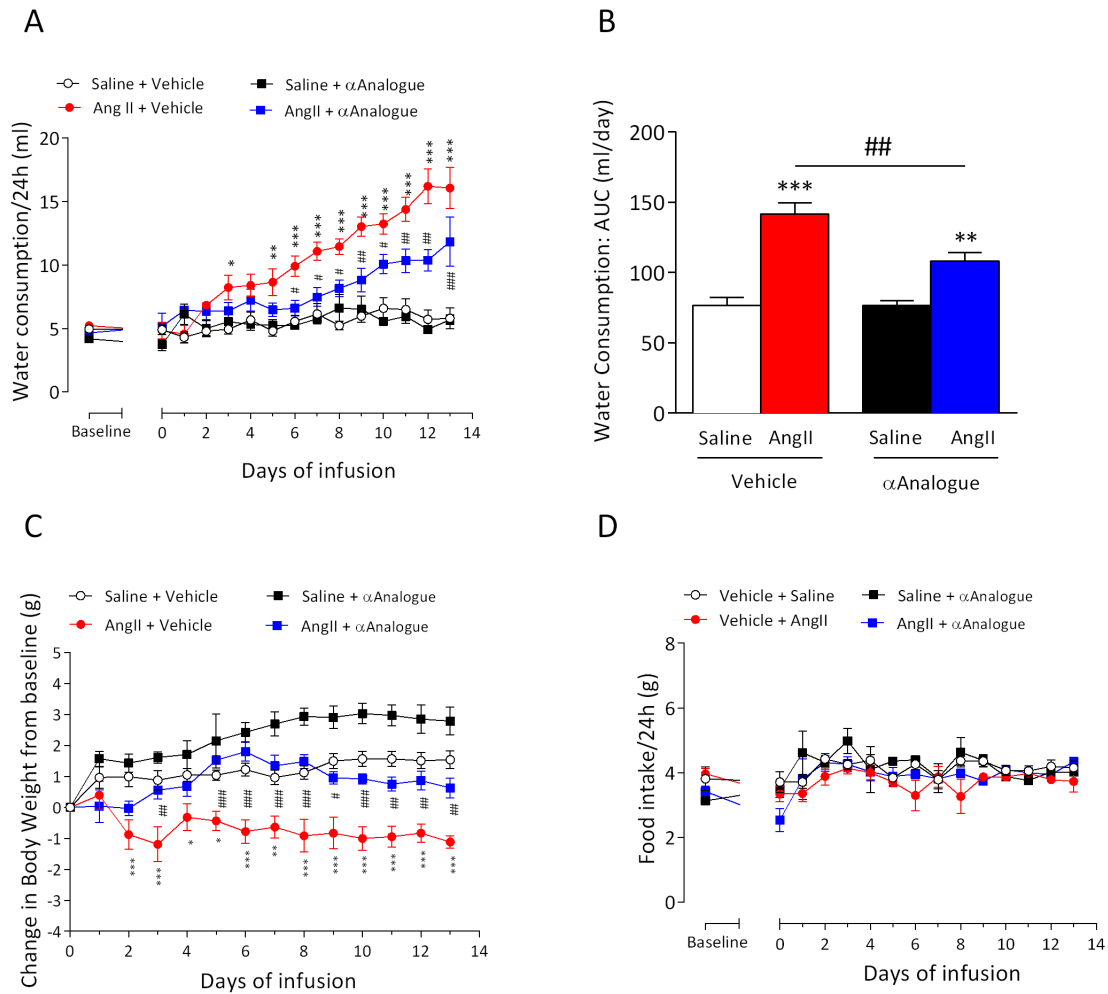 A
Saline + Vehicle
Saline + αAnalogue
Ang II + Vehicle
AngII + αAnalogue
Water consumption/24h (ml)
20
15
10
5
0
*
**
***
***
***
***
***
***
***
***
#
#
#
##
#
##
##
###
Baseline
0 2 4 6 8 10 12 14
Days of infusion
B
Water Consumption: AUC (ml/day)
200
150
100
50
0
##
***
**
Saline AngII Saline AngII
Vehicle αAnalogue
C
Saline + Vehicle
Saline + αAnalogue
AngII + Vehicle
AngII + αAnalogue
Change in Body Weight from baseline (g)
5
4
3
2
1
0
-1
-2
-3
-4
##
###
###
###
###
#
###
##
##
##
***
***
*
*
***
**
***
***
***
***
***
***
0 2 4 6 8 10 12 14
Days of infusion
D
Vehicle + Saline
Saline + αAnalogue
Vehicle + AngII
AngII + αAnalogue
Food intake/24h (g)
8
6
4
2
0
Baseline
0 2 4 6 8 10 12 14
Days of infusion